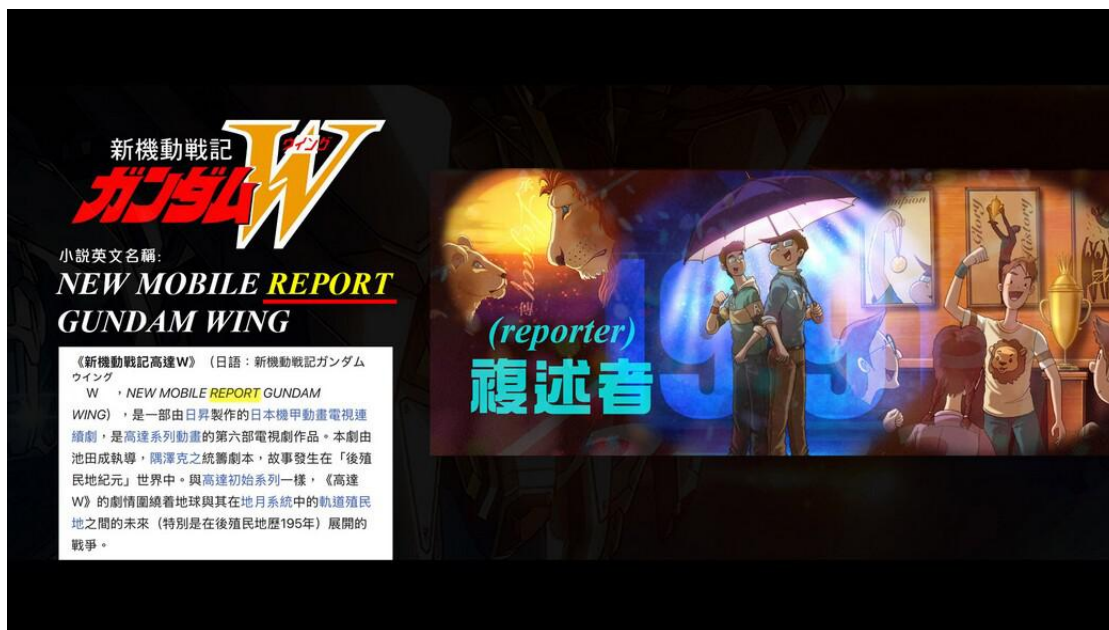 新機動戦記
ガンダムW
ウイング
小説英文名稱:
NEW MOBILE REPORT
GUNDAM WING
《新機動戰記高達W》（日語：新機動戦記ガンダム
ウイング
W ，NEW MOBILE REPORT GUNDAM
WING），是一部由日昇製作的日本機甲動畫電視連
續劇，是高達系列動畫的第六部電視劇作品。本劇由
池田成執導，隅澤克之統籌劇本，故事發生在「後殖
民地紀元」世界中。與高達初始系列一樣，《高達
W》的劇情圍繞着地球與其在地月系統中的軌道殖民
地之間的未來（特別是在後殖民地歷195年）展開的
戰爭。
Legacy
傳
199
(reporter)
複述者
Champion
Glory
History